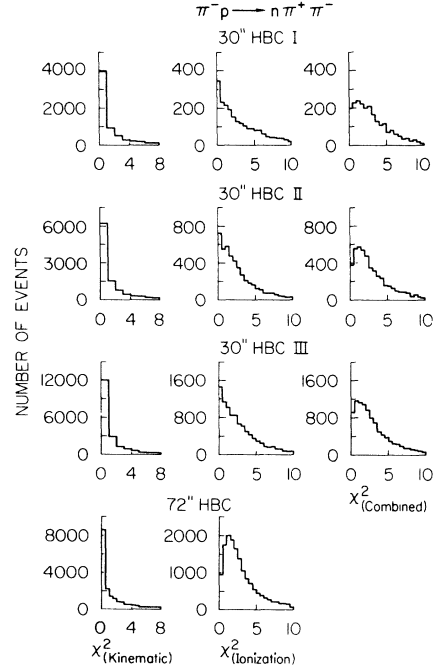 π⁻p ⟶ n π⁺ π⁻
30" HBC I
4000 400 400
2000 200 200
0 0 0
0 4 8 0 5 10 0 5 10
30" HBC II
6000 800 800
3000 400 400
0 0 0
0 4 8 0 5 10 0 5 10
NUMBER OF EVENTS
30" HBC III
12000 1600 1600
9000
6000 800 800
3000
0 0 0
0 4 8 0 5 10 0 5 10
χ²(Combined)
72" HBC
8000 2000
4000 1000
0 0
0 4 8 0 5 10
χ²(Kinematic) χ²(Ionization)